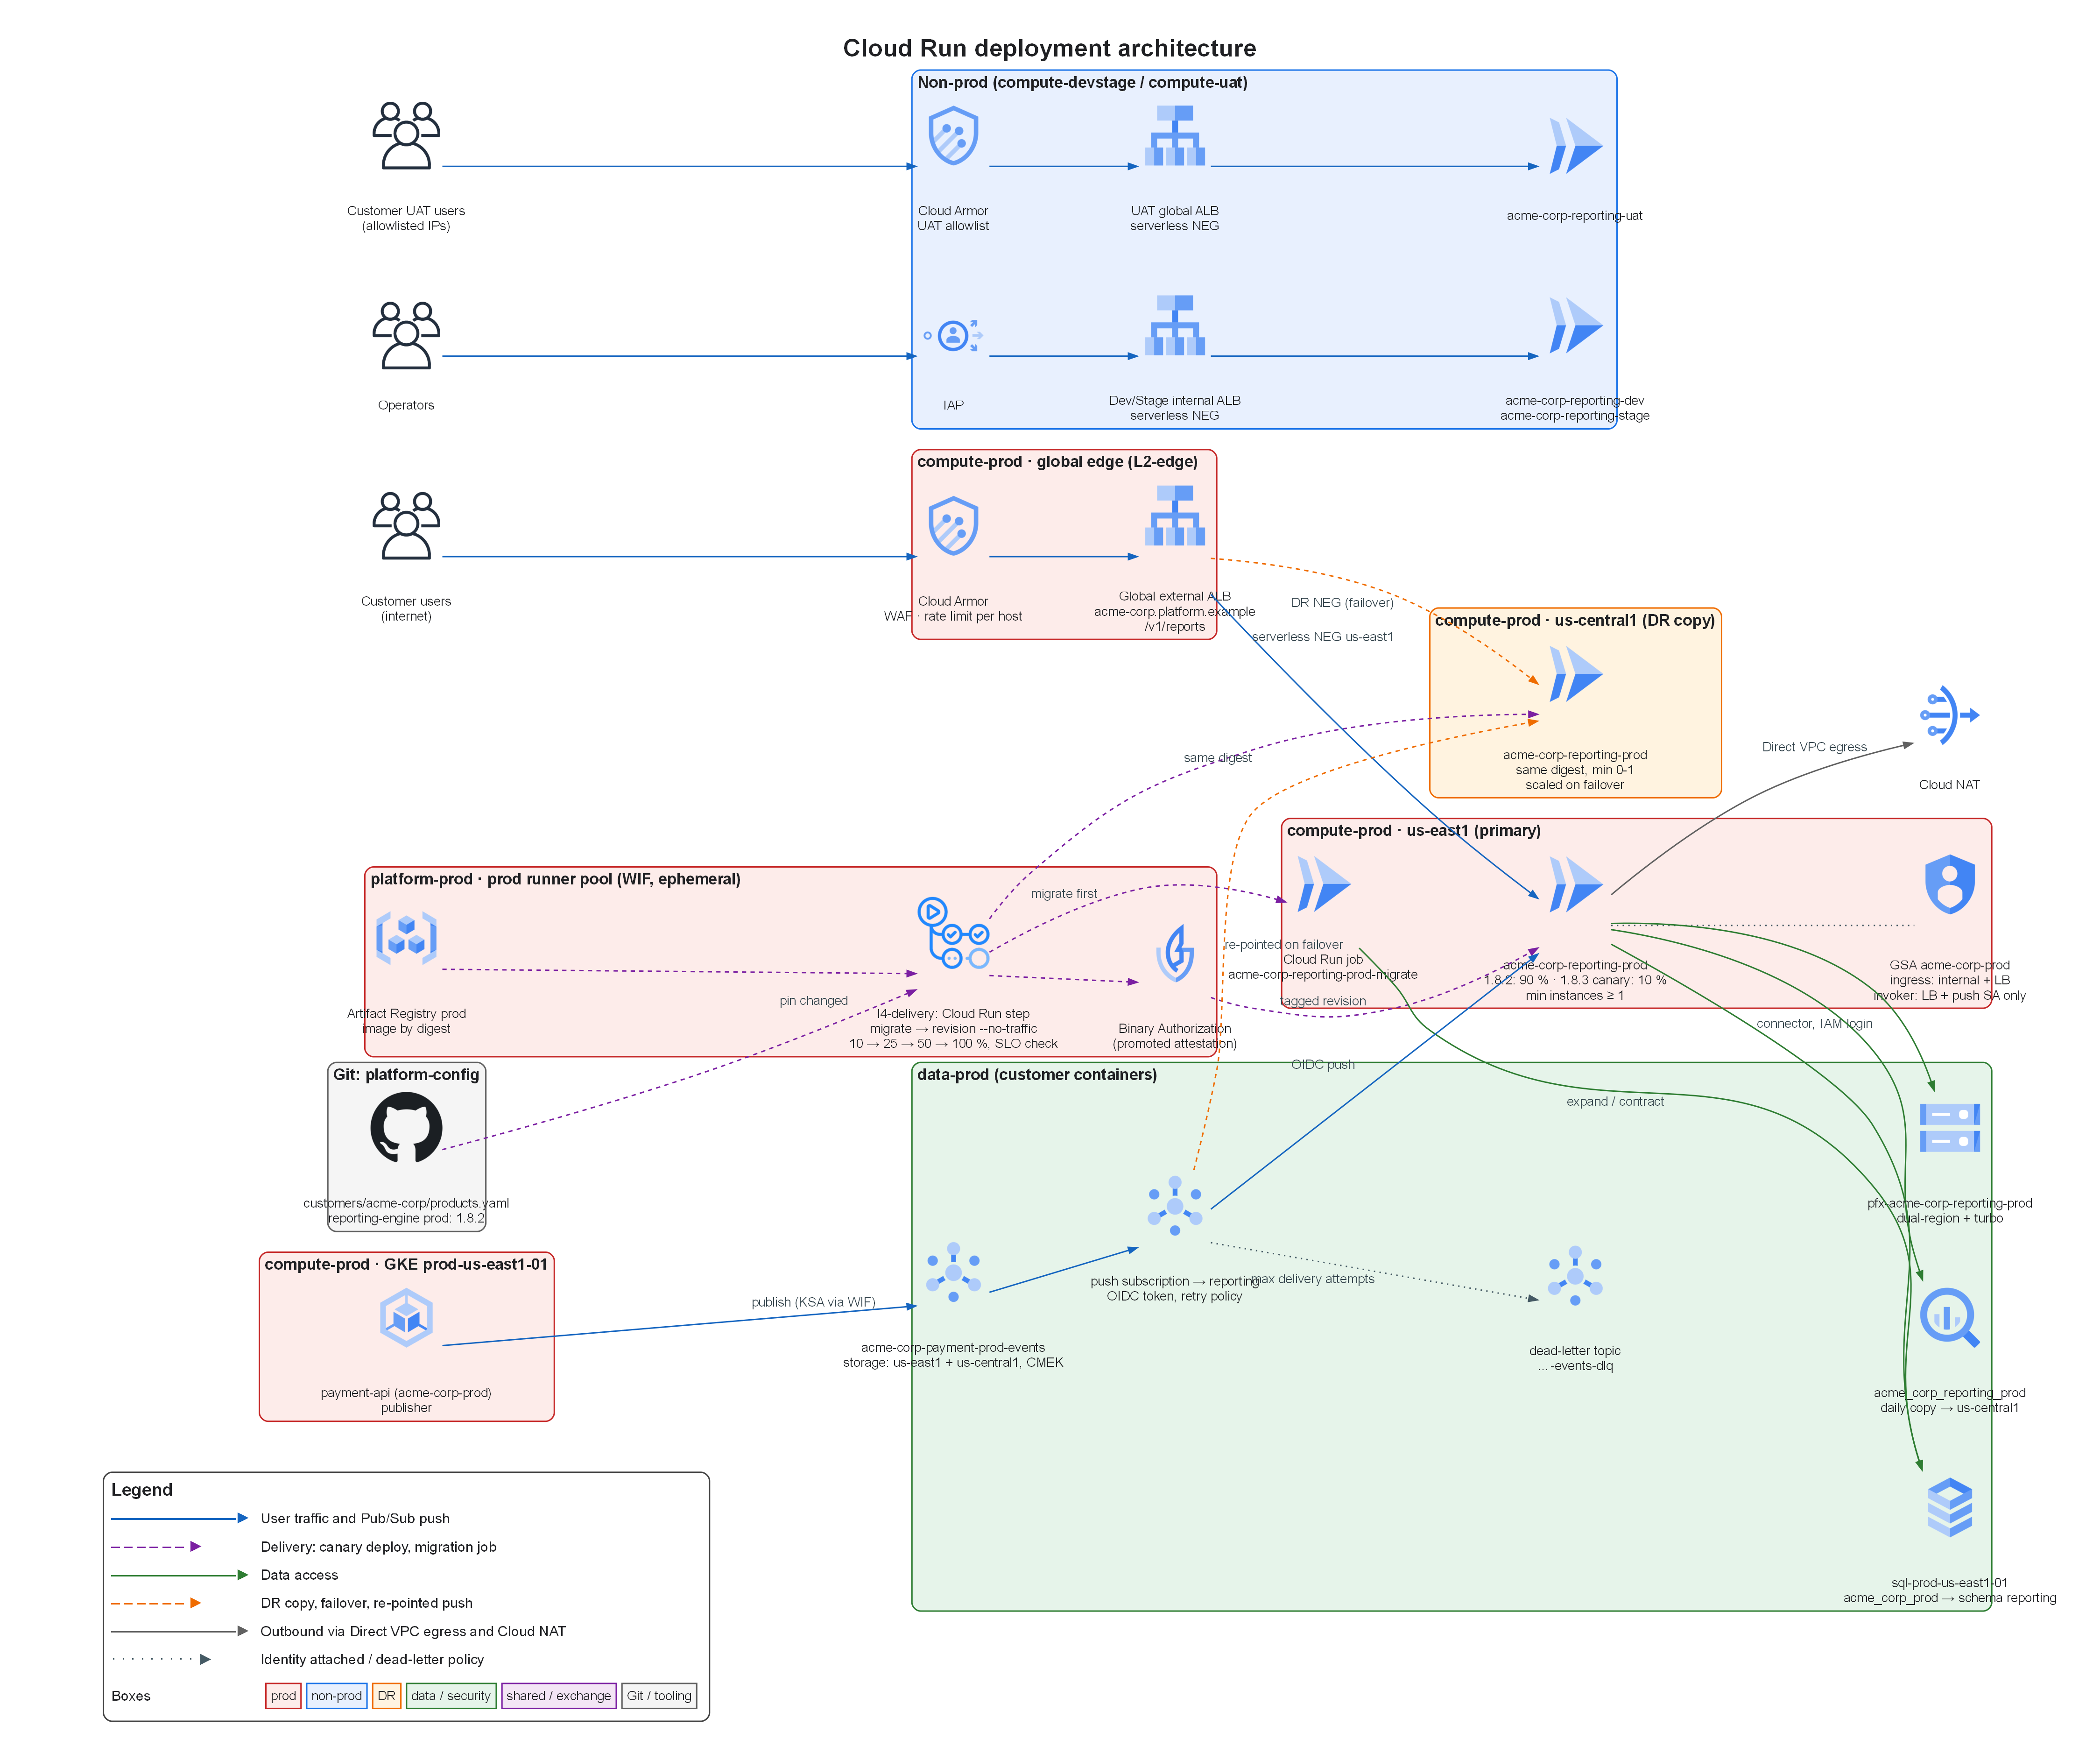 Cloud Run deployment architecture
Non-prod (compute-devstage / compute-uat)
Customer UAT users
(allowlisted IPs)
Cloud Armor
UAT allowlist
UAT global ALB
serverless NEG
acme-corp-reporting-uat
Operators
IAP
Dev/Stage internal ALB
serverless NEG
acme-corp-reporting-dev
acme-corp-reporting-stage
compute-prod · global edge (L2-edge)
Customer users
(internet)
Cloud Armor
WAF · rate limit per host
Global external ALB
acme-corp.platform.example
/v1/reports
DR NEG (failover)
serverless NEG us-east1
compute-prod · us-central1 (DR copy)
acme-corp-reporting-prod
same digest, min 0-1
scaled on failover
Direct VPC egress
Cloud NAT
same digest
compute-prod · us-east1 (primary)
migrate first
re-pointed on failover
Cloud Run job
acme-corp-reporting-prod-migrate
tagged revision
acme-corp-reporting-prod
1.8.2: 90 % · 1.8.3 canary: 10 %
min instances ≥ 1
GSA acme-corp-prod
ingress: internal + LB
invoker: LB + push SA only
connector, IAM login
platform-prod · prod runner pool (WIF, ephemeral)
Artifact Registry prod
image by digest
pin changed
l4-delivery: Cloud Run step
migrate → revision --no-traffic
10 → 25 → 50 → 100 %, SLO check
Binary Authorization
(promoted attestation)
Git: platform-config
customers/acme-corp/products.yaml
reporting-engine prod: 1.8.2
data-prod (customer containers)
OIDC push
expand / contract
pfx-acme-corp-reporting-prod
dual-region + turbo
compute-prod · GKE prod-us-east1-01
payment-api (acme-corp-prod)
publisher
publish (KSA via WIF)
acme-corp-payment-prod-events
storage: us-east1 + us-central1, CMEK
push subscription → reporting
OIDC token, retry policy
max delivery attempts
dead-letter topic
…-events-dlq
acme_corp_reporting_prod
daily copy → us-central1
sql-prod-us-east1-01
acme_corp_prod → schema reporting
Legend
User traffic and Pub/Sub push
Delivery: canary deploy, migration job
Data access
DR copy, failover, re-pointed push
Outbound via Direct VPC egress and Cloud NAT
Identity attached / dead-letter policy
Boxes prod non-prod DR data / security shared / exchange Git / tooling